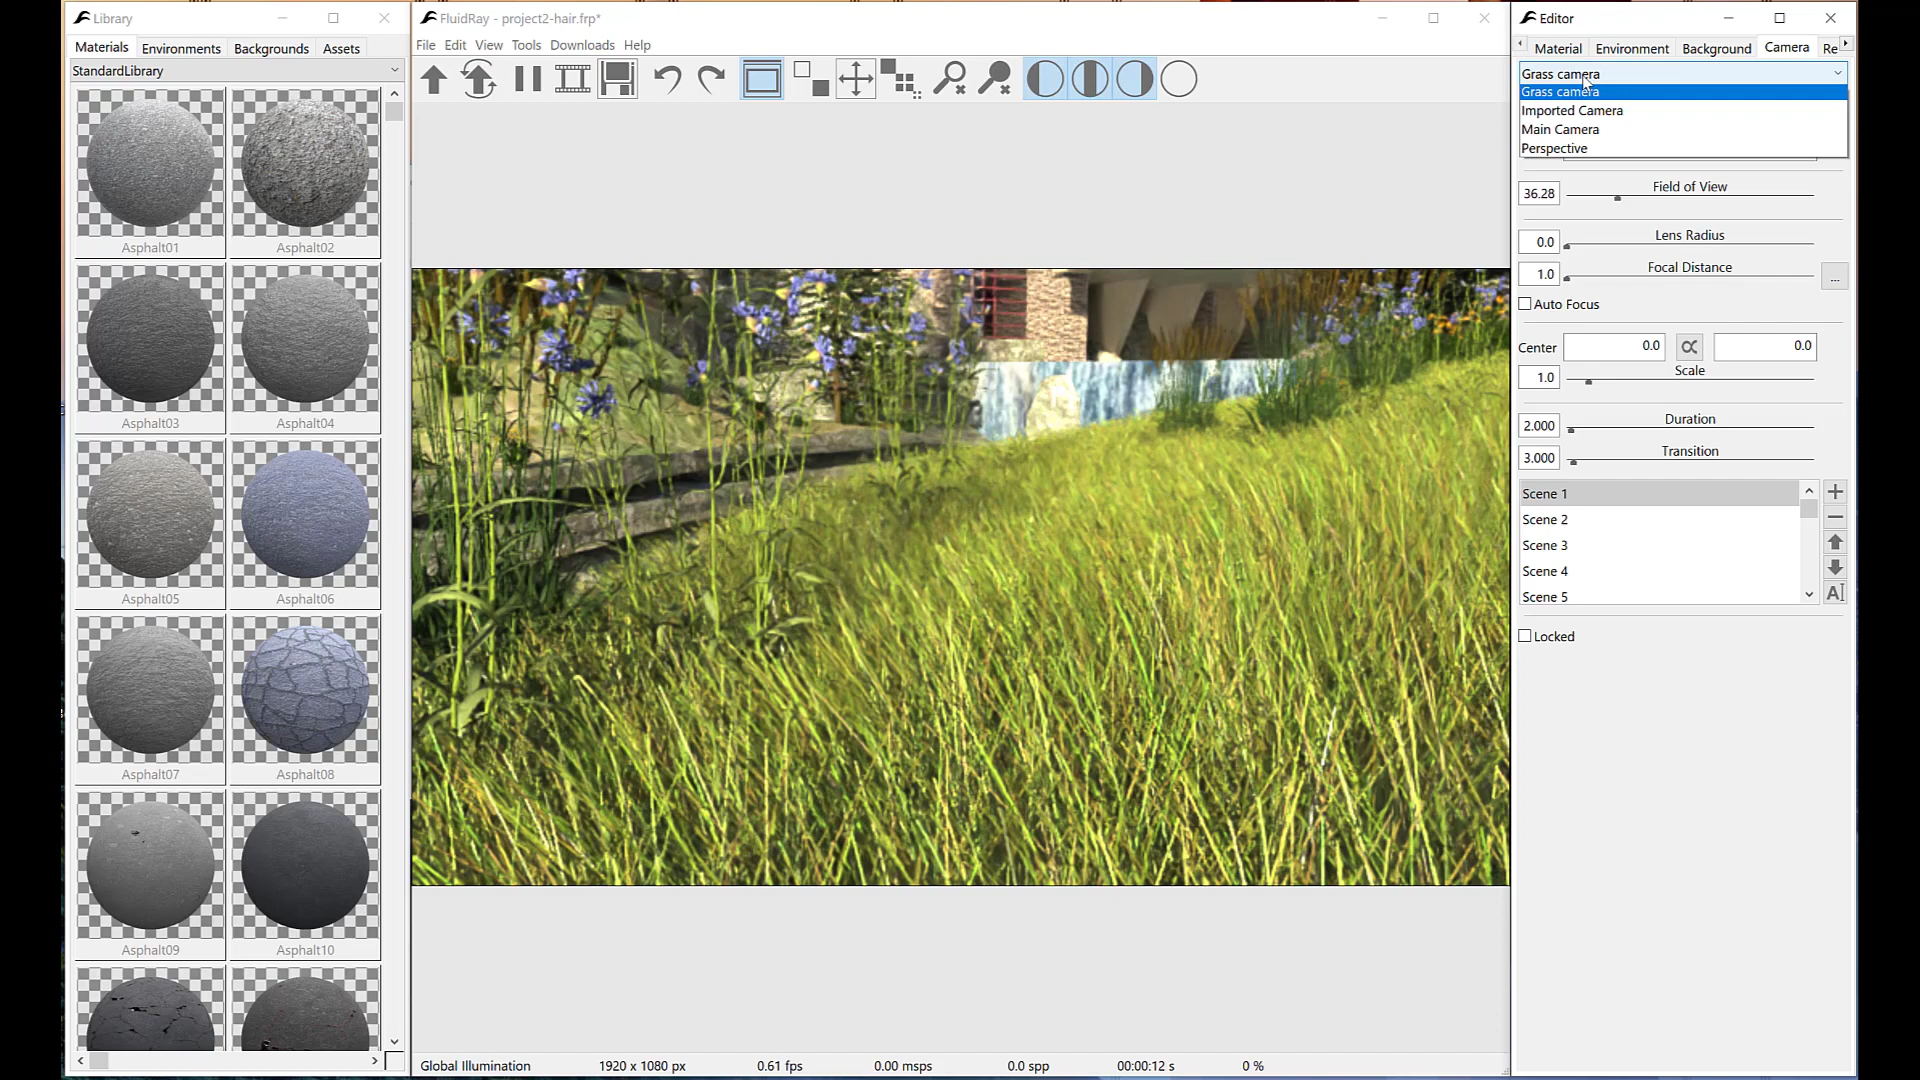 Library
Materials Environments Backgrounds Assets
StandardLibrary
Asphalt01 Asphalt02
Asphalt03 Asphalt04
Asphalt05 Asphalt06
Asphalt07 Asphalt08
Asphalt09 Asphalt10
FluidRay - project2-hair.frp*
File Edit View Tools Downloads Help
Global Illumination 1920 x 1080 px 0.61 fps 0.00 msps 0.0 spp 00:00:12 s 0 %
Editor
Material Environment Background Camera Re
Grass camera
Grass camera
Imported Camera
Main Camera
Perspective
36.28 Field of View
0.0 Lens Radius
1.0 Focal Distance ...
Auto Focus
Center 0.0 0.0
1.0 Scale
2.000 Duration
3.000 Transition
Scene 1
Scene 2
Scene 3
Scene 4
Scene 5
A
Locked